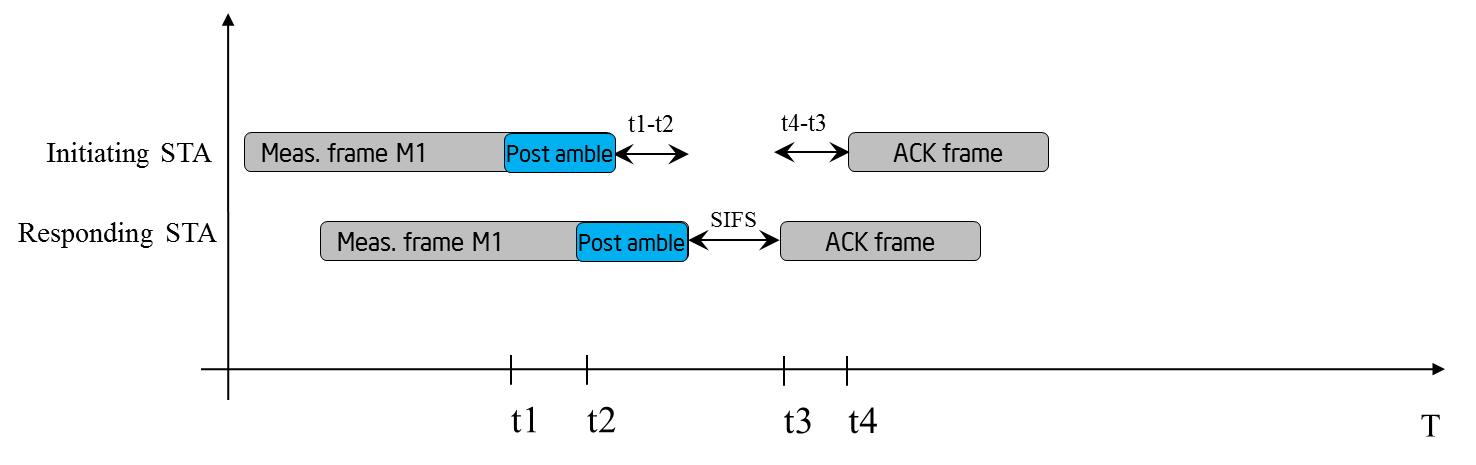 t1-t2
t4-t3
Initiating STA
Meas. frame M1
Post amble
ACK frame
SIFS
Responding STA
Meas. frame M1
Post amble
ACK frame
t1
t2
t3
t4
T